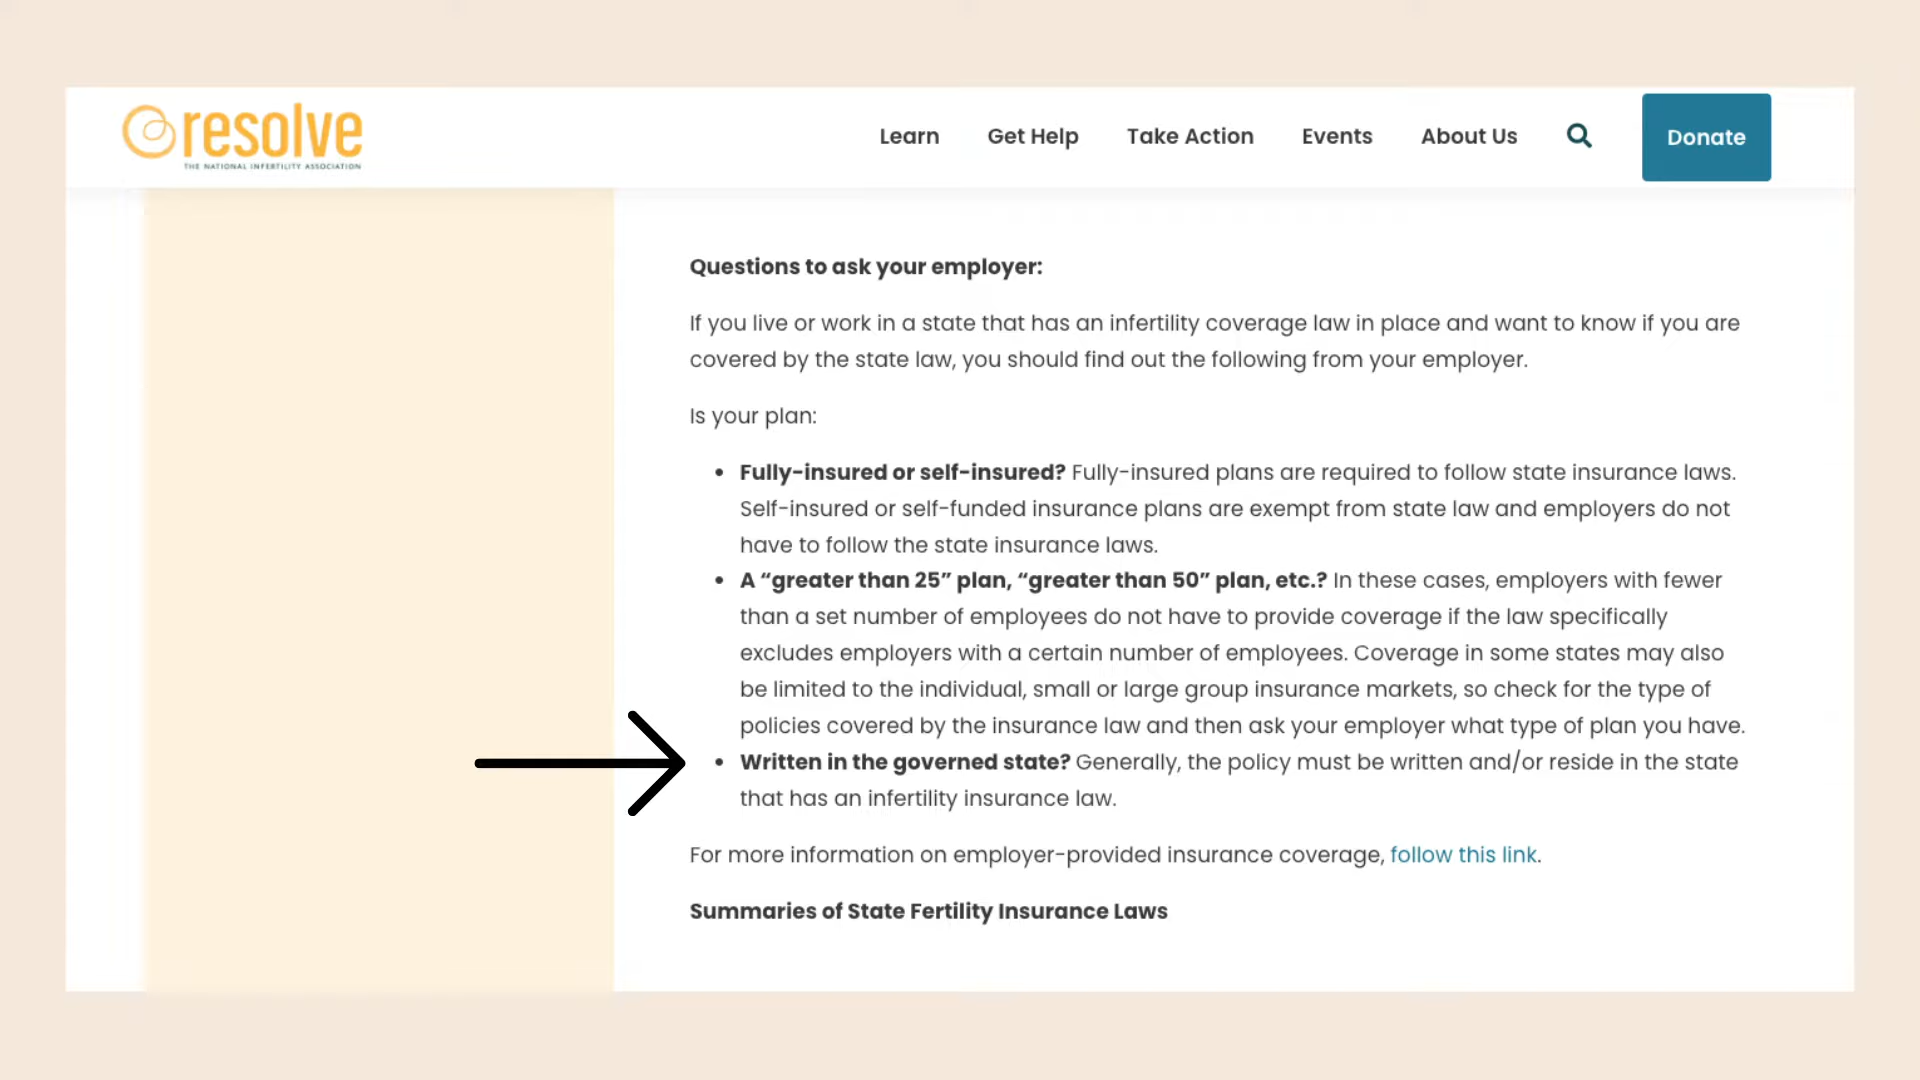 resolve
THE NATIONAL INFERTILITY ASSOCIATION
Learn Get Help Take Action Events About Us Donate
Questions to ask your employer:
If you live or work in a state that has an infertility coverage law in place and want to know if you are
covered by the state law, you should find out the following from your employer.
Is your plan:
• Fully-insured or self-insured? Fully-insured plans are required to follow state insurance laws.
Self-insured or self-funded insurance plans are exempt from state law and employers do not
have to follow the state insurance laws.
• A “greater than 25” plan, “greater than 50” plan, etc.? In these cases, employers with fewer
than a set number of employees do not have to provide coverage if the law specifically
excludes employers with a certain number of employees. Coverage in some states may also
be limited to the individual, small or large group insurance markets, so check for the type of
policies covered by the insurance law and then ask your employer what type of plan you have.
• Written in the governed state? Generally, the policy must be written and/or reside in the state
that has an infertility insurance law.
For more information on employer-provided insurance coverage, follow this link.
Summaries of State Fertility Insurance Laws